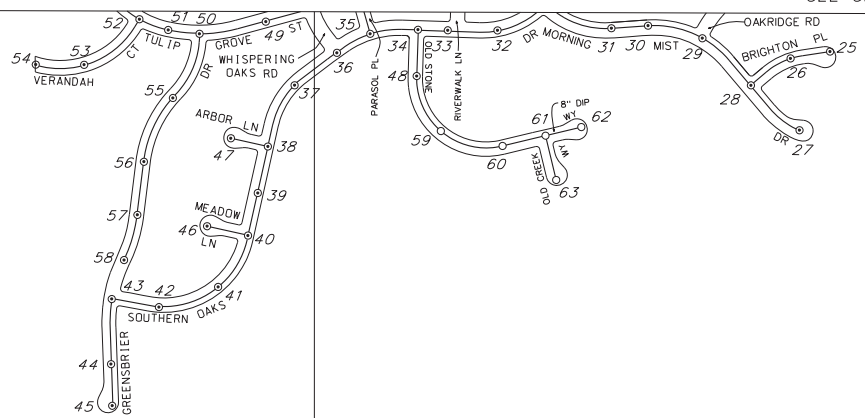 52
51
50
49
ST
35
34
33
32
31
30
29
OAKRIDGE RD
TULIP
GROVE
WHISPERING
OAKS RD
DR MORNING
MIST
BRIGHTON PL
25
26
54
53
VERANDAH
CT
DR
36
PARASOL PL
OLD STONE
RIVERWALK LN
48
28
27
DR
37
55
ARBOR LN
47
38
8" DIP
WY
61
62
59
60
OLD CREEK
WY
63
56
39
MEADOW
46
LN
40
57
58
43
42
41
SOUTHERN OAKS
44
GREENSBRIER
45